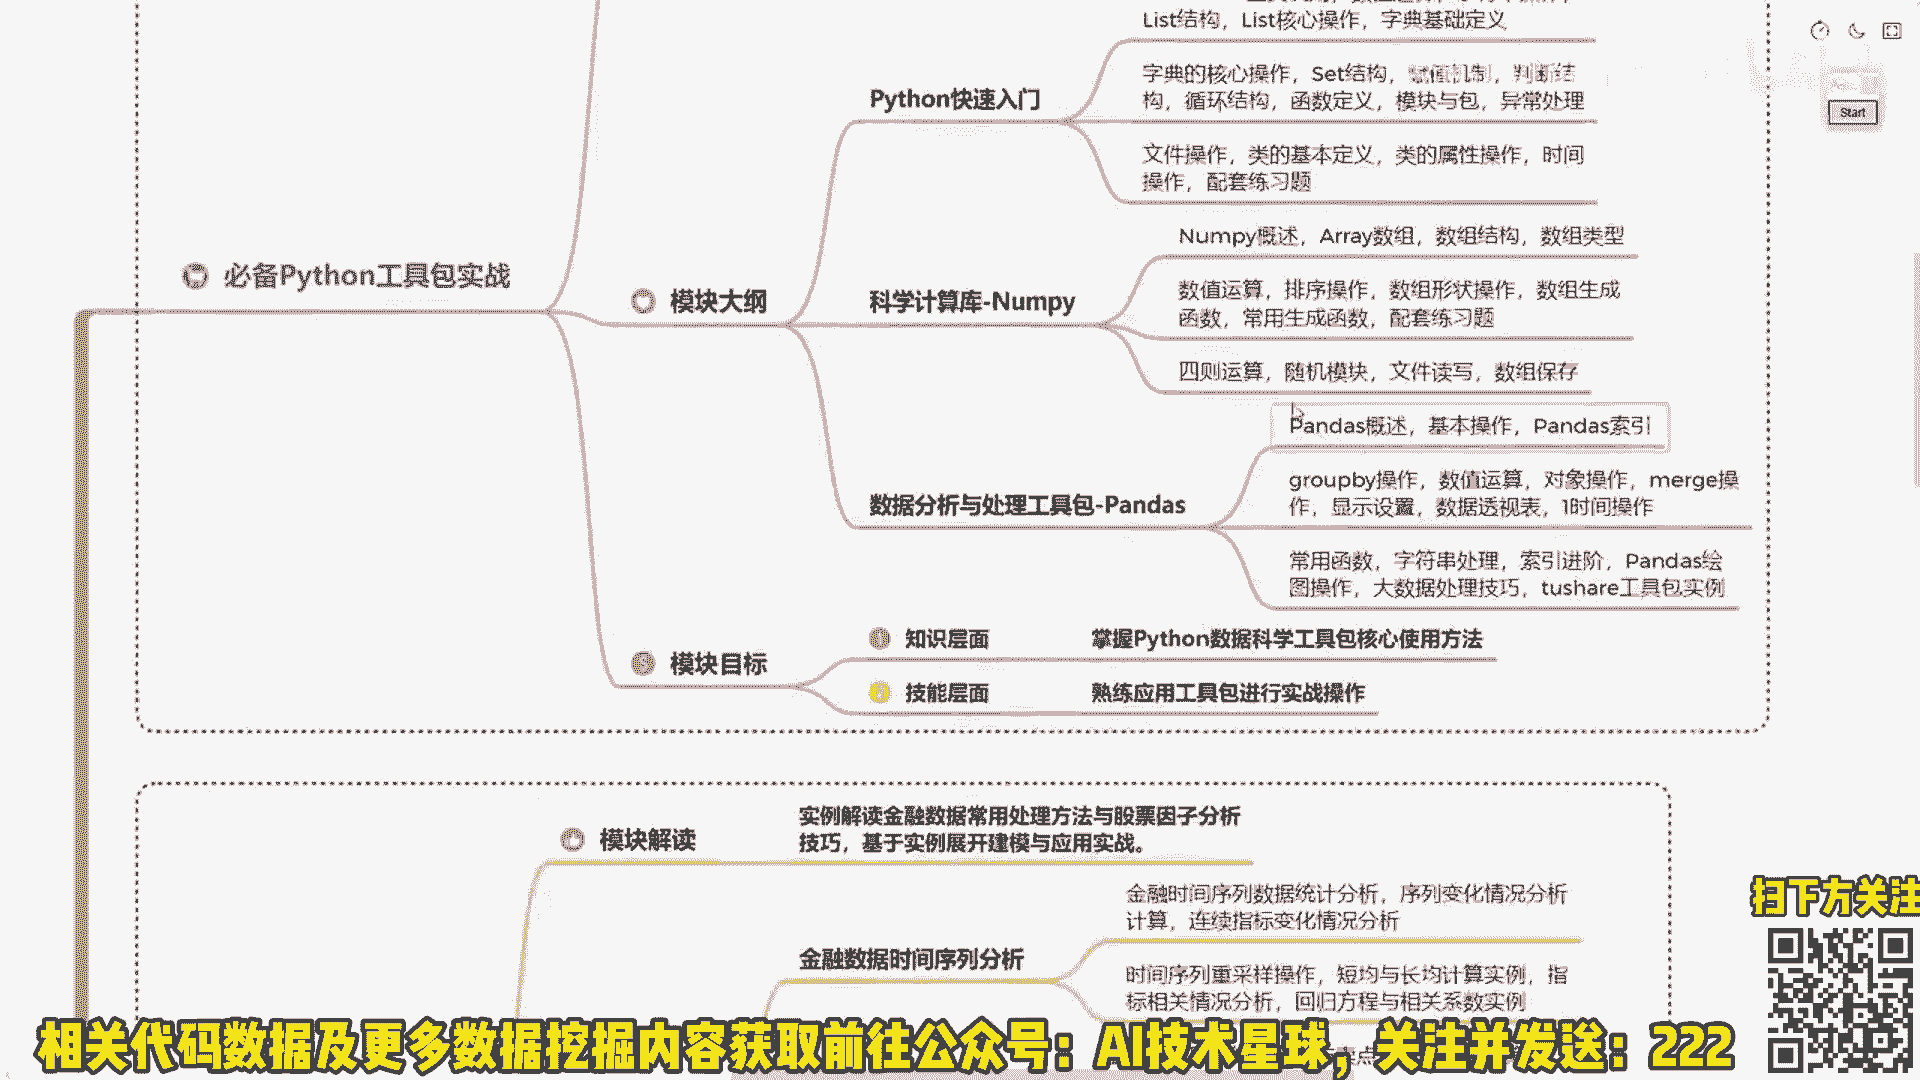 List结构，List核心操作，字典基础定义
Python快速入门
字典的核心操作，Set结构，赋值机制，判断结
构，循环结构，函数定义，模块与包，异常处理
文件操作，类的基本定义，类的属性操作，时间
操作，配套练习题
Start
必备Python工具包实战
模块大纲
科学计算库-Numpy
Numpy概述，Array数组，数组结构，数组类型
数值运算，排序操作，数组形状操作，数组生成
函数，常用生成函数，配套练习题
四则运算，随机模块，文件读写，数组保存
数据分析与处理工具包-Pandas
Pandas概述，基本操作，Pandas索引
groupby操作，数值运算，对象操作，merge操
作，显示设置，数据透视表，1时间操作
常用函数，字符串处理，索引进阶，Pandas绘
图操作，大数据处理技巧，tushare工具包实例
模块目标
知识层面
掌握Python数据科学工具包核心使用方法
技能层面
熟练应用工具包进行实战操作
模块解读
实例解读金融数据常用处理方法与股票因子分析
技巧，基于实例展开建模与应用实战。
金融数据时间序列分析
金融时间序列数据统计分析，序列变化情况分析
计算，连续指标变化情况分析
时间序列重采样操作，短均与长均计算实例，指
标相关情况分析，回归方程与相关系数实例
扫下方关注
相关代码数据及更多数据挖掘内容获取前往公众号：AI技术星球，关注并发送：222